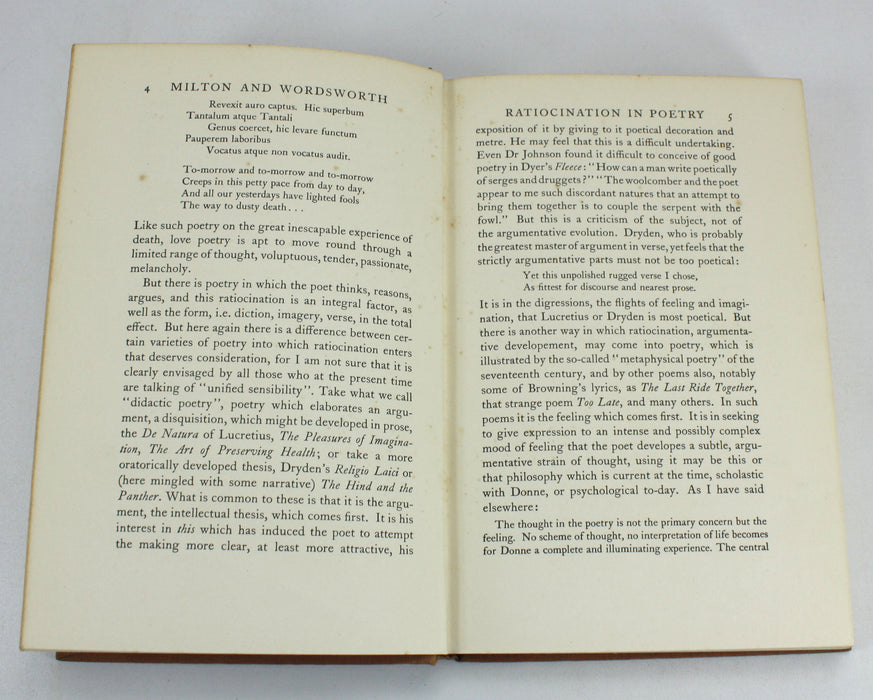 4 MILTON AND WORDSWORTH
Revexit auro captus. Hic superbum
Tantalum atque Tantali
Genus coercet, hic levare functum
Pauperem laboribus
Vocatus atque non vocatus audit.
To-morrow and to-morrow and to-morrow
Creeps in this petty pace from day to day,
And all our yesterdays have lighted fools
The way to dusty death . . .
Like such poetry on the great inescapable experience of
death, love poetry is apt to move round through a
limited range of thought, voluptuous, tender, passionate,
melancholy.
But there is poetry in which the poet thinks, reasons,
argues, and this ratiocination is an integral factor, as
well as the form, i.e. diction, imagery, verse, in the total
effect. But here again there is a difference between cer-
tain varieties of poetry into which ratiocination enters
that deserves consideration, for I am not sure that it is
clearly envisaged by all those who at the present time
are talking of "unified sensibility". Take what we call
"didactic poetry", poetry which elaborates an argu-
ment, a disquisition, which might be developed in prose,
the De Natura of Lucretius, The Pleasures of Imagina-
tion, The Art of Preserving Health; or take a more
oratorically developed thesis, Dryden's Religio Laici or
(here mingled with some narrative) The Hind and the
Panther. What is common to these is that it is the argu-
ment, the intellectual thesis, which comes first. It is his
interest in this which has induced the poet to attempt
the making more clear, at least more attractive, his
RATIOCINATION IN POETRY 5
exposition of it by giving to it poetical decoration and
metre. He may feel that this is a difficult undertaking.
Even Dr Johnson found it difficult to conceive of good
poetry in Dyer's Fleece: "How can a man write poetically
of serges and druggets?" "The woolcomber and the poet
appear to me such discordant natures that an attempt to
bring them together is to couple the serpent with the
fowl." But this is a criticism of the subject, not of
the argumentative evolution. Dryden, who is probably
the greatest master of argument in verse, yet feels that the
strictly argumentative parts must not be too poetical:
Yet this unpolished rugged verse I chose,
As fittest for discourse and nearest prose.
It is in the digressions, the flights of feeling and imagi-
nation, that Lucretius or Dryden is most poetical. But
there is another way in which ratiocination, argumenta-
tive developement, may come into poetry, which is
illustrated by the so-called "metaphysical poetry" of the
seventeenth century, and by other poems also, notably
some of Browning's lyrics, as The Last Ride Together,
that strange poem Too Late, and many others. In such
poems it is the feeling which comes first. It is in seeking
to give expression to an intense and possibly complex
mood of feeling that the poet developes a subtle, argu-
mentative strain of thought, using it may be this or
that philosophy which is current at the time, scholastic
with Donne, or psychological to-day. As I have said
elsewhere:
The thought in the poetry is not the primary concern but the
feeling. No scheme of thought, no interpretation of life becomes
for Donne a complete and illuminating experience. The central